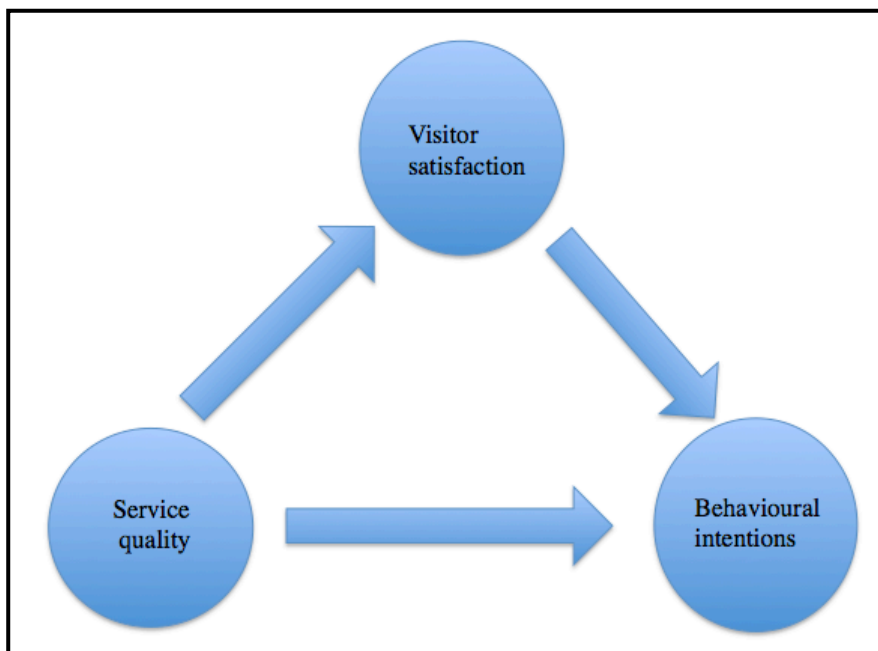 Visitor
satisfaction
Service
quality
Behavioural
intentions